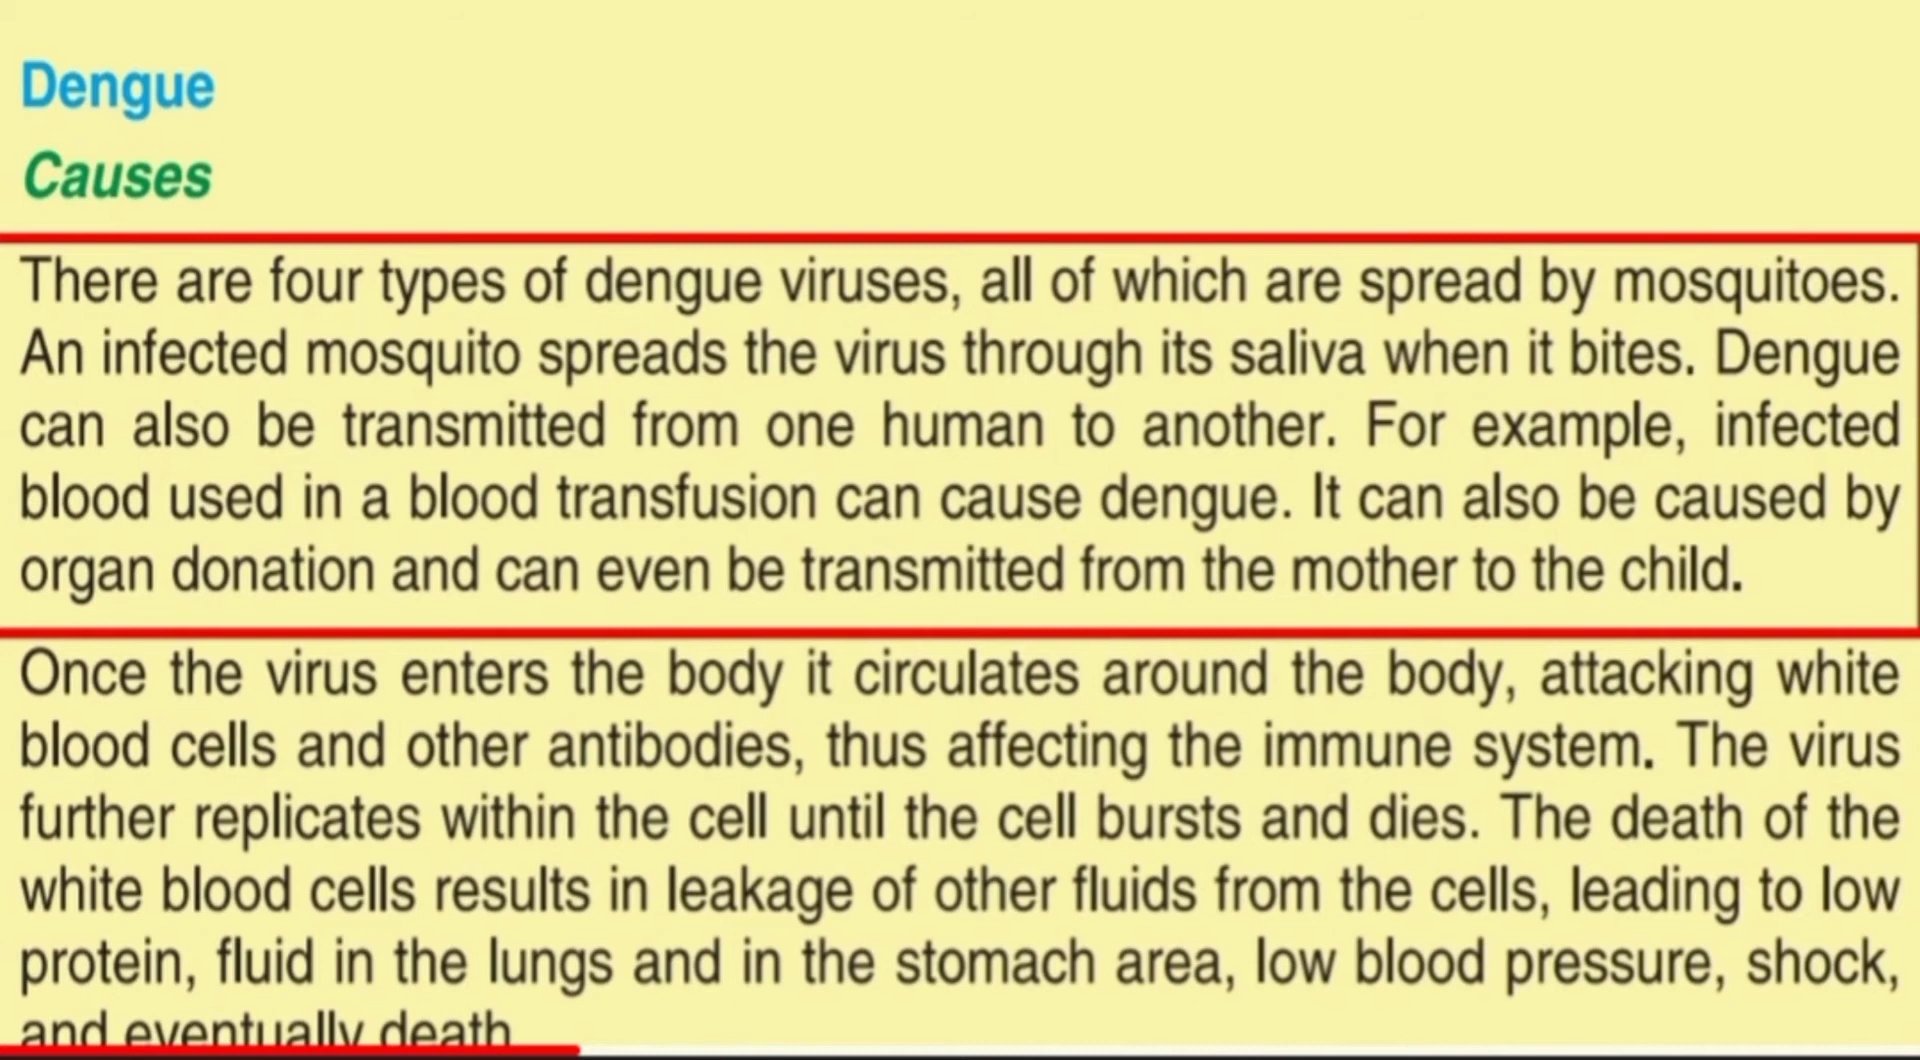 Dengue
Causes
There are four types of dengue viruses, all of which are spread by mosquitoes.
An infected mosquito spreads the virus through its saliva when it bites. Dengue
can also be transmitted from one human to another. For example, infected
blood used in a blood transfusion can cause dengue. It can also be caused by
organ donation and can even be transmitted from the mother to the child.
Once the virus enters the body it circulates around the body, attacking white
blood cells and other antibodies, thus affecting the immune system. The virus
further replicates within the cell until the cell bursts and dies. The death of the
white blood cells results in leakage of other fluids from the cells, leading to low
protein, fluid in the lungs and in the stomach area, low blood pressure, shock,
and eventually death.